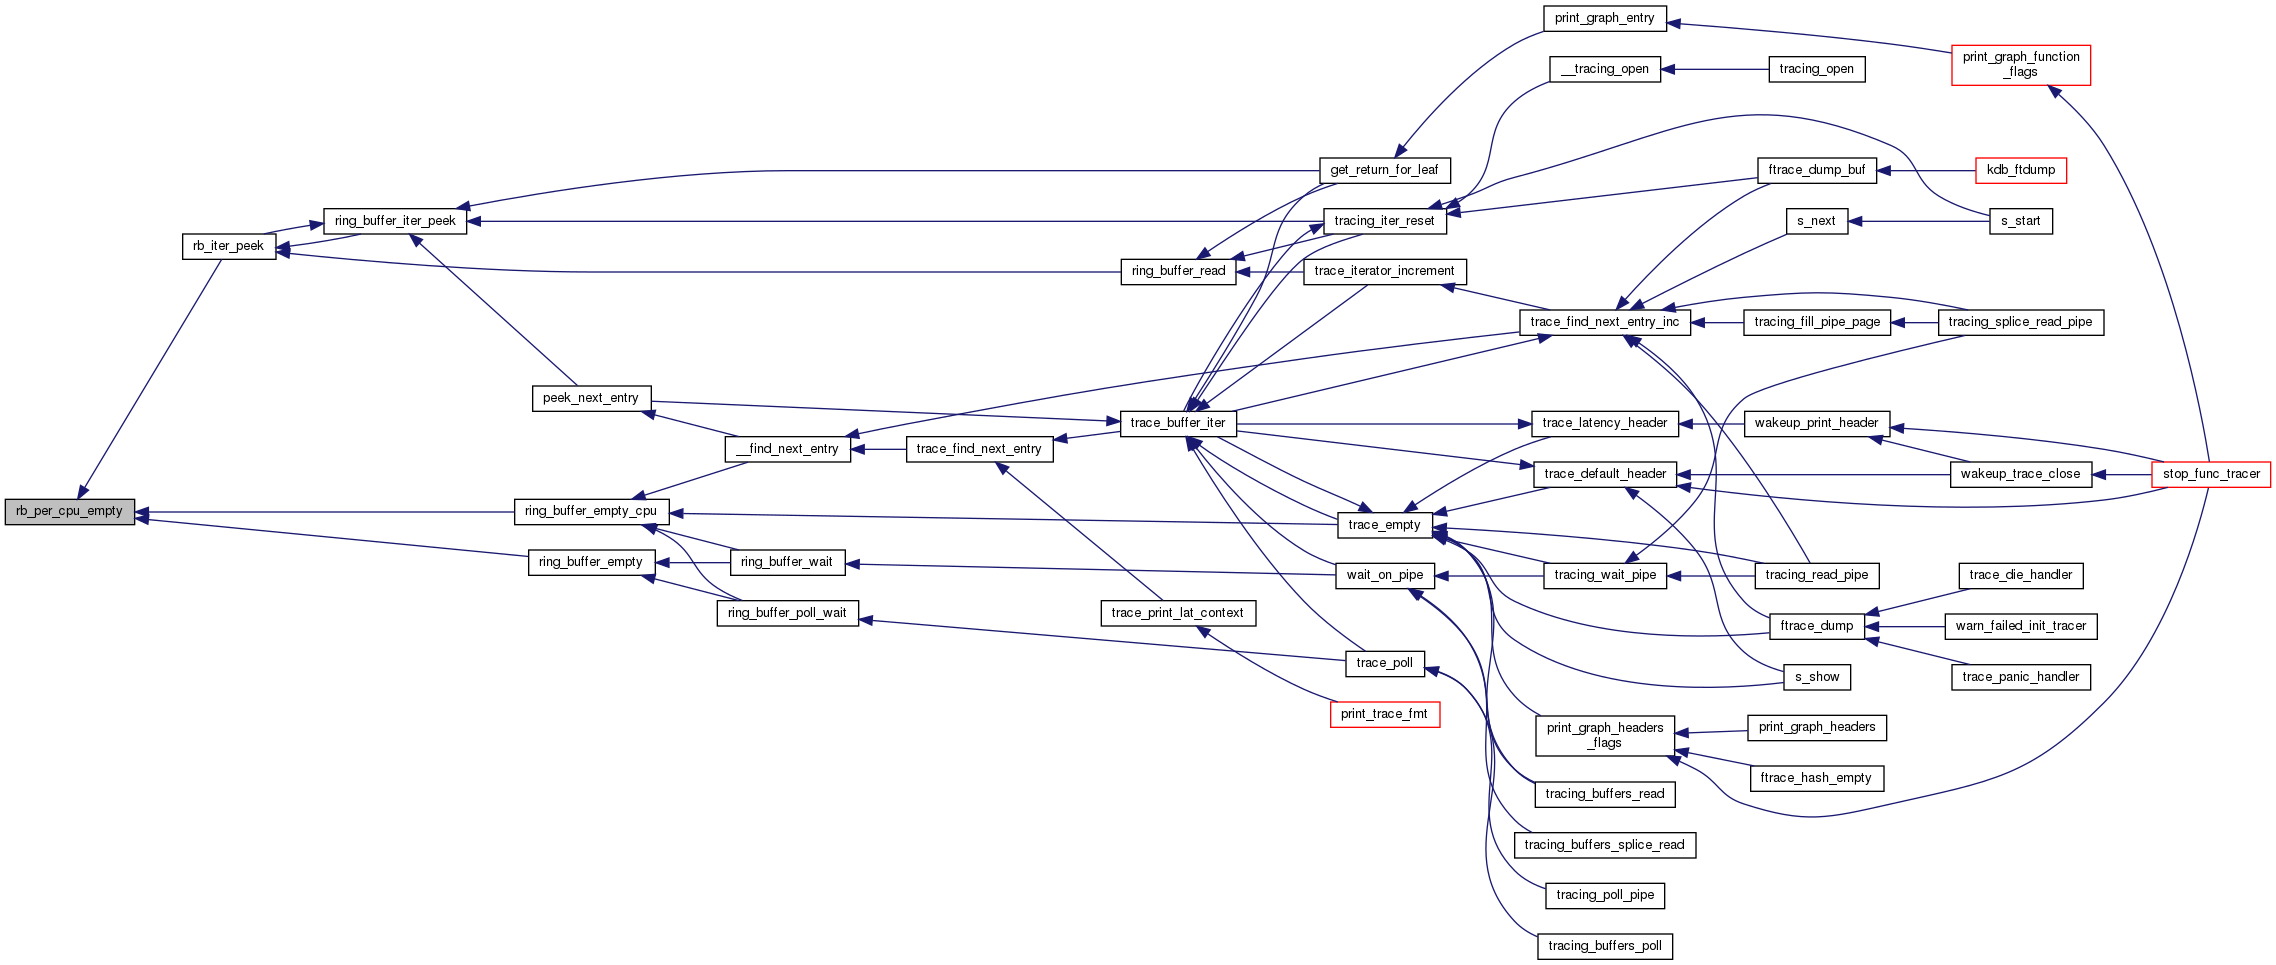 print_graph_entry
print_graph_function
_flags
__tracing_open
tracing_open
get_return_for_leaf
ftrace_dump_buf
kdb_ftdump
ring_buffer_iter_peek
tracing_iter_reset
s_next
s_start
rb_iter_peek
ring_buffer_read
trace_iterator_increment
trace_find_next_entry_inc
tracing_fill_pipe_page
tracing_splice_read_pipe
peek_next_entry
trace_buffer_iter
trace_latency_header
wakeup_print_header
__find_next_entry
trace_find_next_entry
trace_default_header
wakeup_trace_close
stop_func_tracer
rb_per_cpu_empty
ring_buffer_empty_cpu
trace_empty
ring_buffer_empty
ring_buffer_wait
wait_on_pipe
tracing_wait_pipe
tracing_read_pipe
trace_die_handler
ring_buffer_poll_wait
trace_print_lat_context
ftrace_dump
warn_failed_init_tracer
trace_poll
s_show
trace_panic_handler
print_trace_fmt
print_graph_headers
_flags
print_graph_headers
ftrace_hash_empty
tracing_buffers_read
tracing_buffers_splice_read
tracing_poll_pipe
tracing_buffers_poll